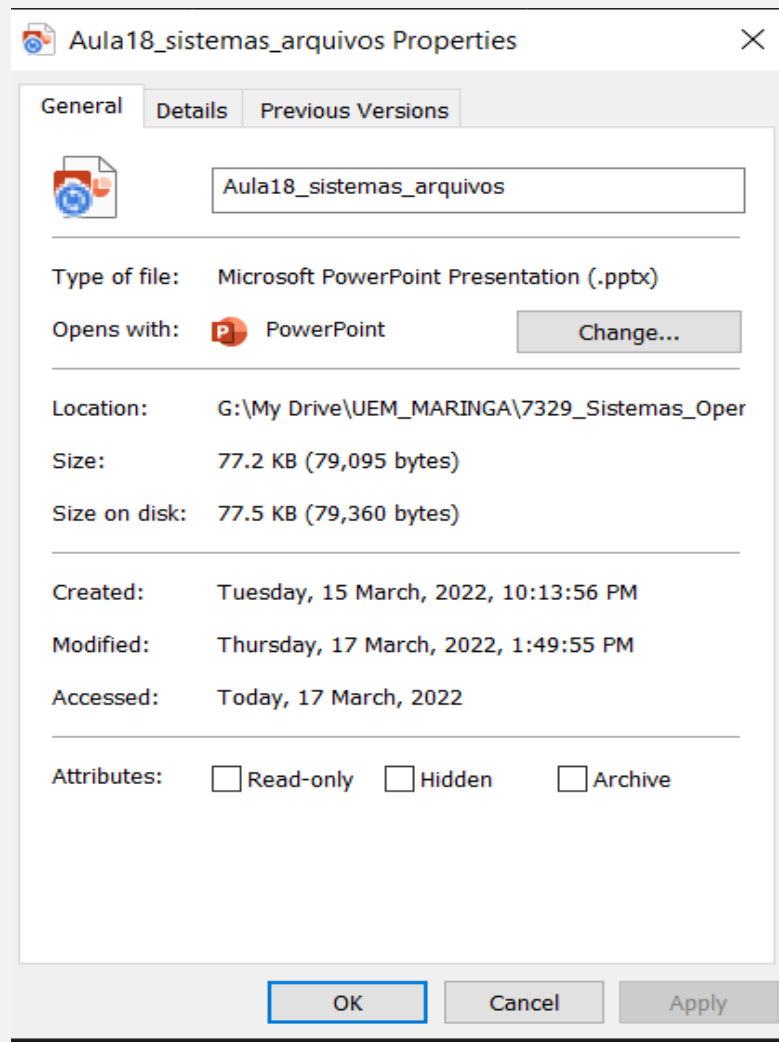 Aula18_sistemas_arquivos Properties
General Details Previous Versions
Aula18_sistemas_arquivos
Type of file: Microsoft PowerPoint Presentation (.pptx)
Opens with: PowerPoint Change...
Location: G:\My Drive\UEM_MARINGA\7329_Sistemas_Oper
Size: 77.2 KB (79,095 bytes)
Size on disk: 77.5 KB (79,360 bytes)
Created: Tuesday, 15 March, 2022, 10:13:56 PM
Modified: Thursday, 17 March, 2022, 1:49:55 PM
Accessed: Today, 17 March, 2022
Attributes: Read-only Hidden Archive
OK Cancel Apply